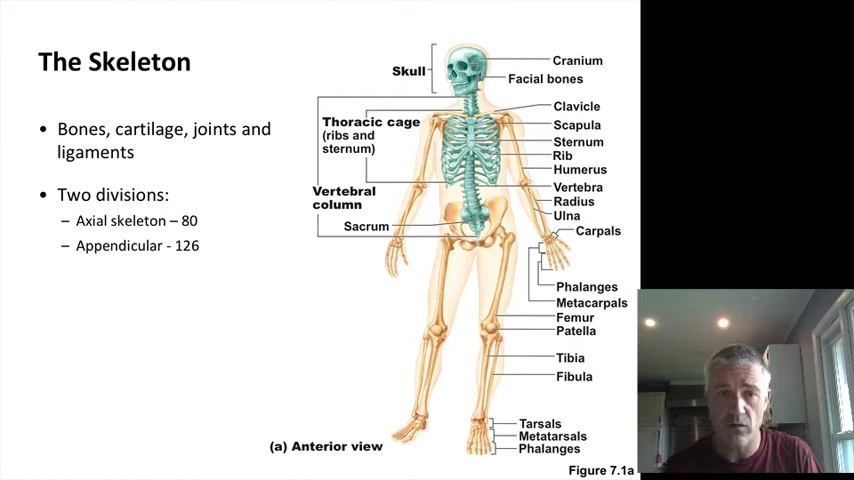 The Skeleton
• Bones, cartilage, joints and
ligaments
• Two divisions:
– Axial skeleton – 80
– Appendicular - 126
Skull
Thoracic cage
(ribs and
sternum)
Vertebral
column
Sacrum
Cranium
Facial bones
Clavicle
Scapula
Sternum
Rib
Humerus
Vertebra
Radius
Ulna
Carpals
Phalanges
Metacarpals
Femur
Patella
Tibia
Fibula
Tarsals
Metatarsals
Phalanges
(a) Anterior view
Figure 7.1a